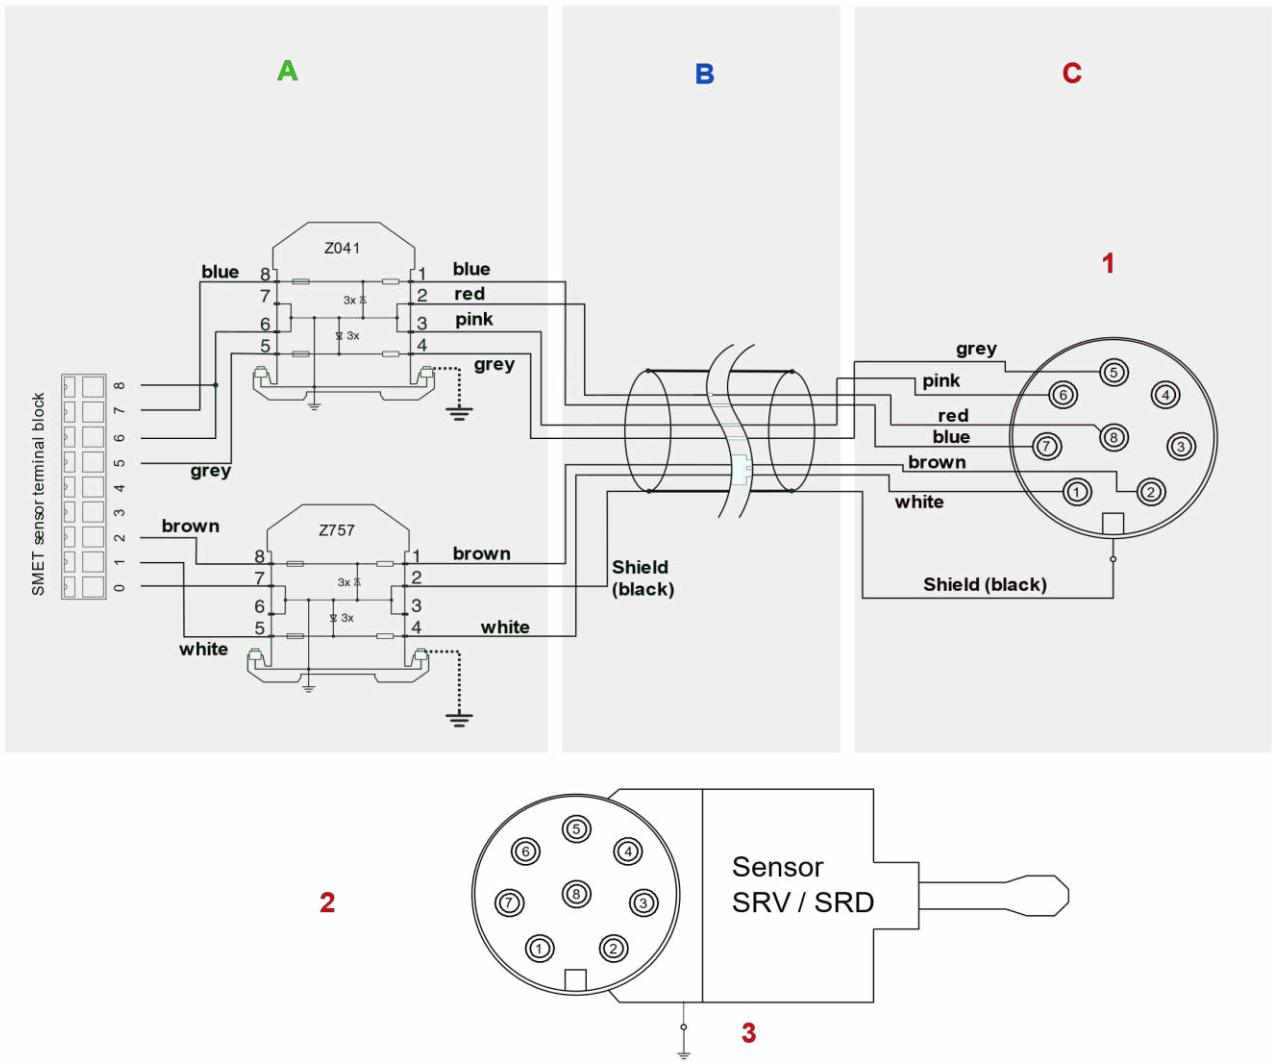 A
B
C
Z041
1
blue
8
1
blue
7
2
red
3x
6
3
pink
3x
5
4
grey
grey
5
pink
6
4
red
8
blue
7
3
brown
1
2
white
Shield (black)
SMET sensor terminal block
8
7
6
5
4
3
2
1
0
grey
brown
white
Z757
8
1
brown
7
2
3x
6
3
3x
5
4
white
Shield
(black)
5
6
4
8
7
3
1
2
Sensor
SRV / SRD
2
3